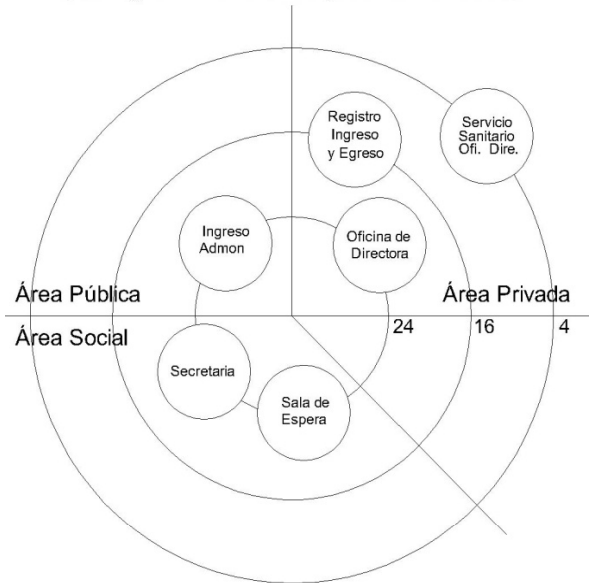 Registro
Ingreso
y Egreso
Servicio
Sanitario
Ofi. Dire.
Ingreso
Admon
Oficina de
Directora
Área Pública
Área Privada
24
16
4
Área Social
Secretaria
Sala de
Espera